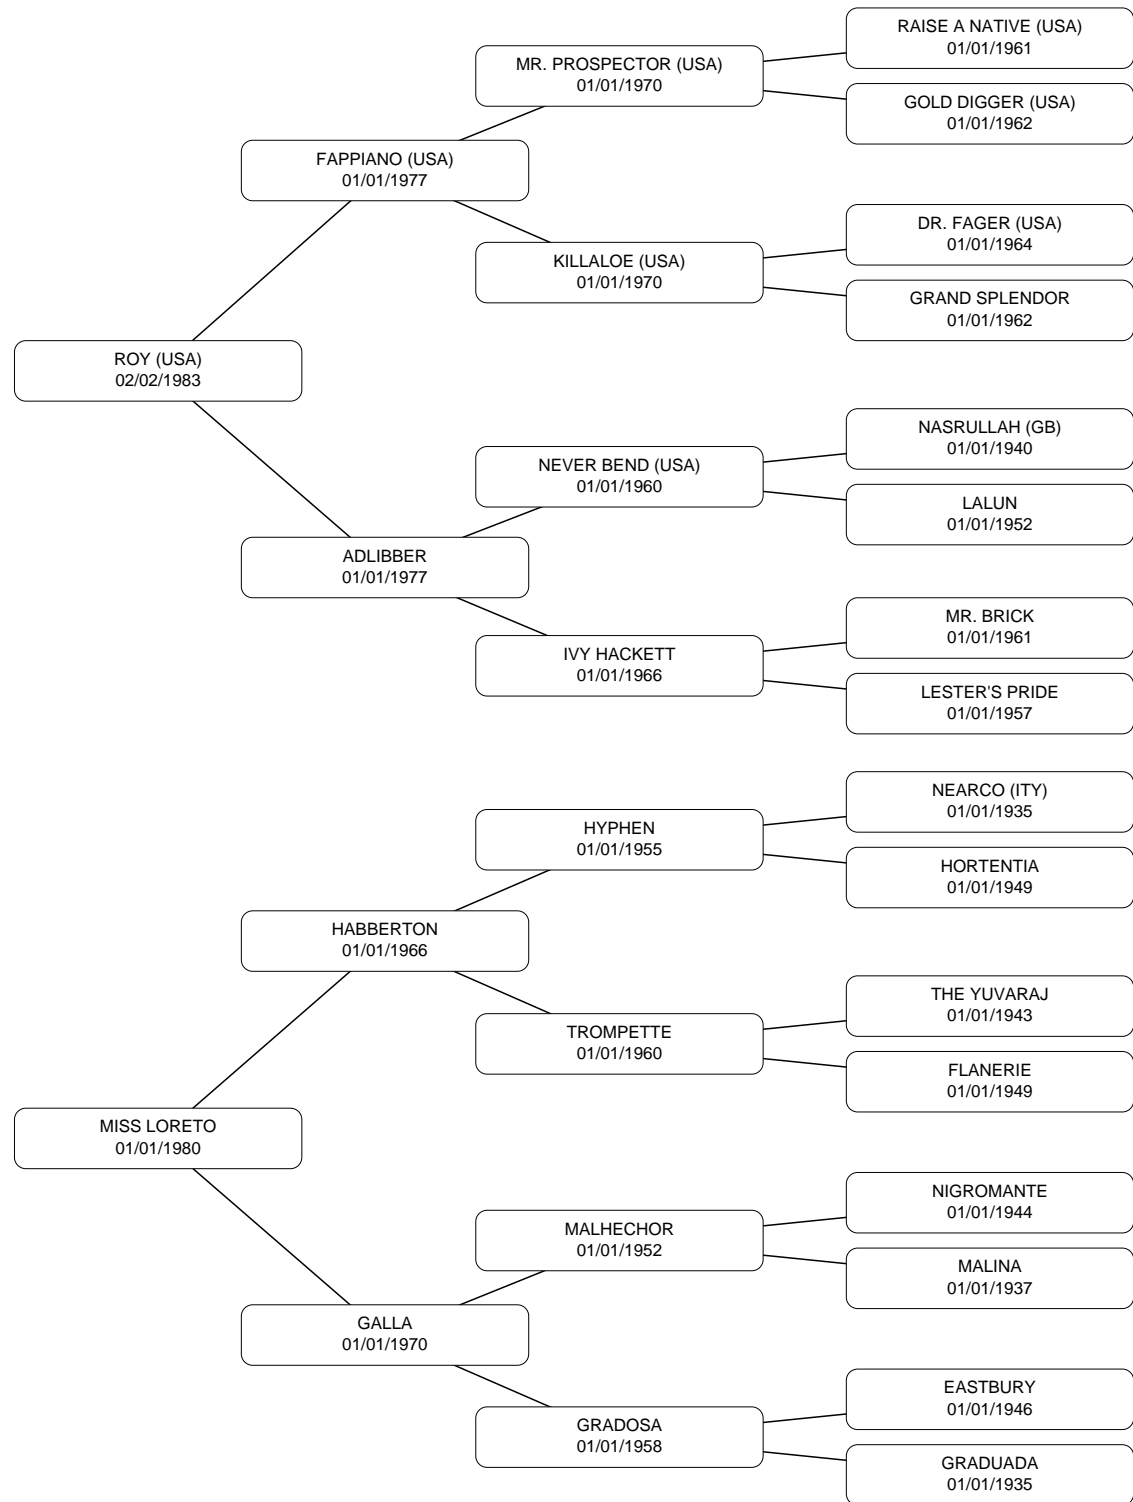 RAISE A NATIVE (USA)
01/01/1961
MR. PROSPECTOR (USA)
01/01/1970
GOLD DIGGER (USA)
01/01/1962
FAPPIANO (USA)
01/01/1977
DR. FAGER (USA)
01/01/1964
KILLALOE (USA)
01/01/1970
GRAND SPLENDOR
01/01/1962
ROY (USA)
02/02/1983
NASRULLAH (GB)
01/01/1940
NEVER BEND (USA)
01/01/1960
LALUN
01/01/1952
ADLIBBER
01/01/1977
MR. BRICK
01/01/1961
IVY HACKETT
01/01/1966
LESTER'S PRIDE
01/01/1957
NEARCO (ITY)
01/01/1935
HYPHEN
01/01/1955
HORTENTIA
01/01/1949
HABBERTON
01/01/1966
THE YUVARAJ
01/01/1943
TROMPETTE
01/01/1960
FLANERIE
01/01/1949
MISS LORETO
01/01/1980
NIGROMANTE
01/01/1944
MALHECHOR
01/01/1952
MALINA
01/01/1937
GALLA
01/01/1970
EASTBURY
01/01/1946
GRADOSA
01/01/1958
GRADUADA
01/01/1935